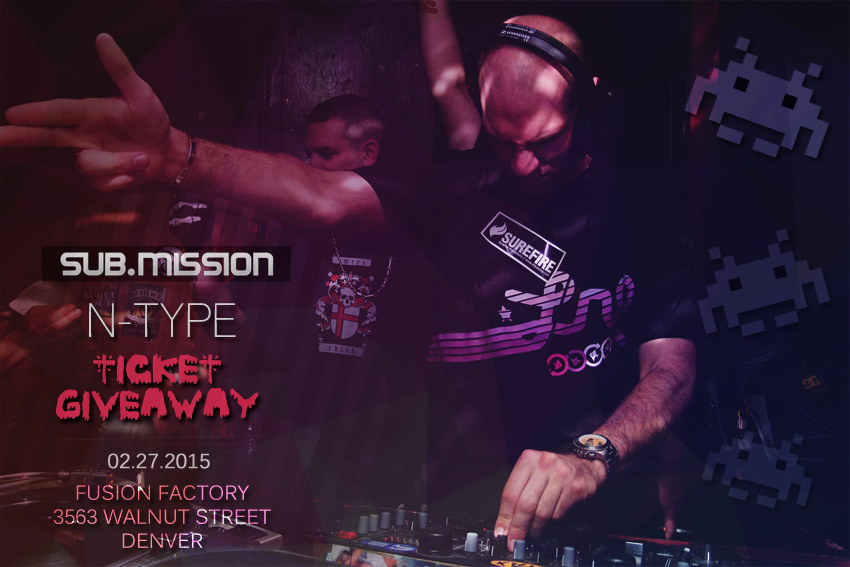 SUREFIRE
SUB.MISSION
N-TYPE
TICKET
GIVEAWAY
02.27.2015
FUSION FACTORY
3563 WALNUT STREET
DENVER